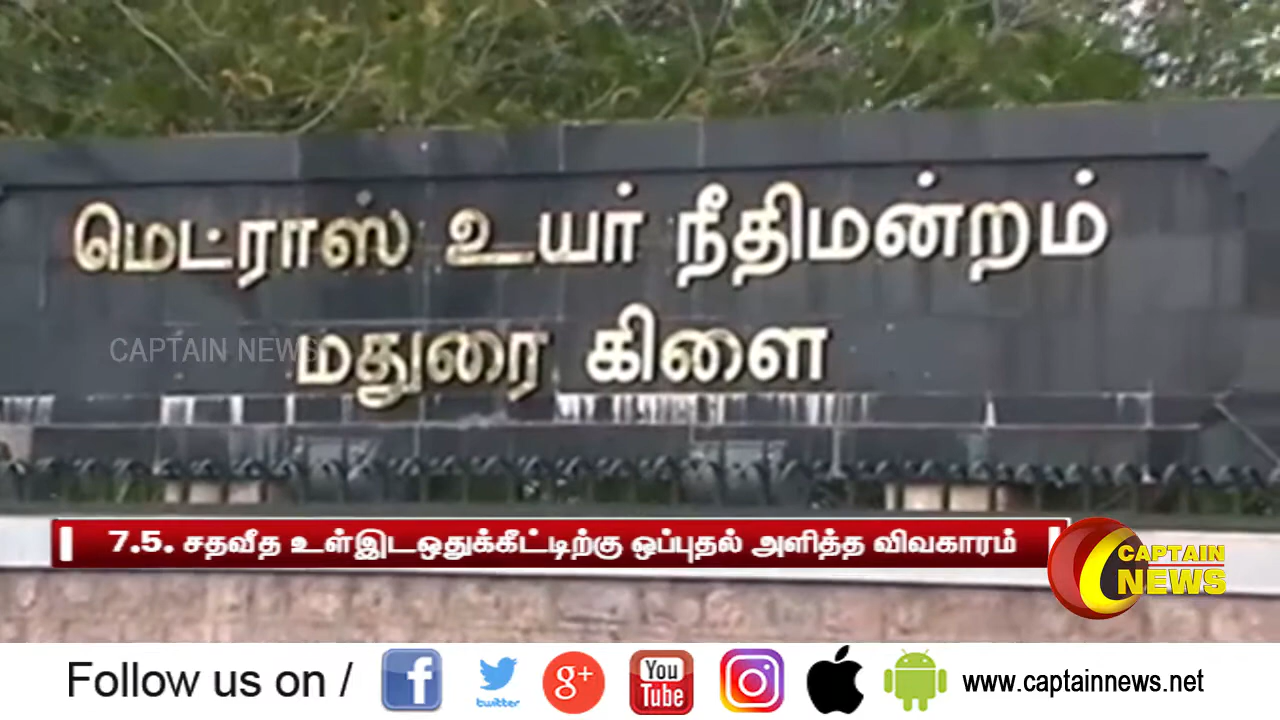 மெட்ராஸ் உயர் நீதிமன்றம்
மதுரை கிளை
CAPTAIN NEWS
7.5. சதவீத உள்இடஒதுக்கீட்டிற்கு ஒப்புதல் அளித்த விவகாரம்
CAPTAIN
NEWS
Follow us on / f twitter g+ You Tube www.captainnews.net